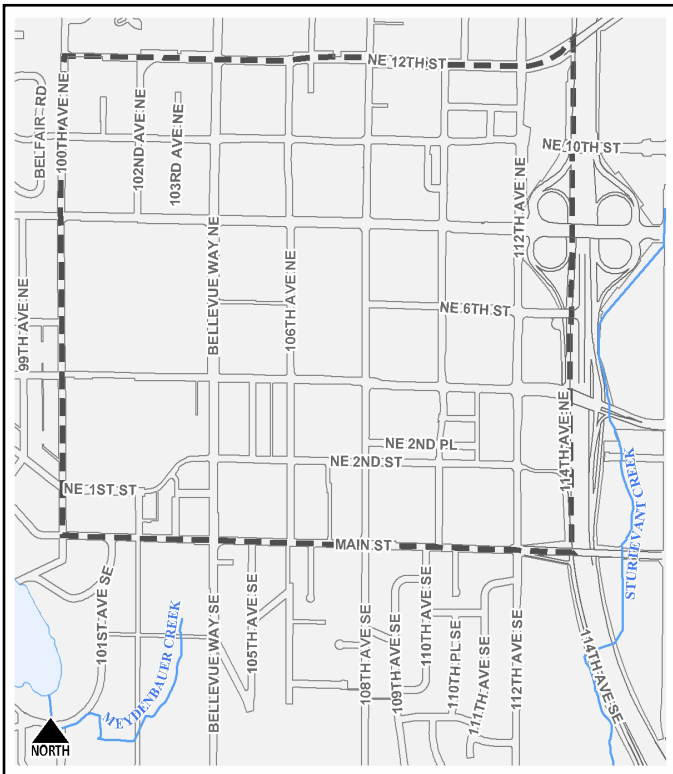 NE 12TH ST
BELFAIR RD
100TH AVE NE
102ND AVE NE
103RD AVE NE
NE 10TH ST
112TH AVE NE
BELLEVUE WAY NE
106TH AVE NE
99TH AVE NE
NE 6TH ST
114TH AVE NE
NE 2ND PL
NE 2ND ST
NE 1ST ST
MAIN ST
STURTEVANT CREEK
101ST AVE SE
MEYDENBAUER CREEK
BELLEVUE WAY SE
105TH AVE SE
108TH AVE SE
109TH AVE SE
110TH AVE SE
110TH PL SE
111TH AVE SE
112TH AVE SE
114TH AVE SE
NORTH